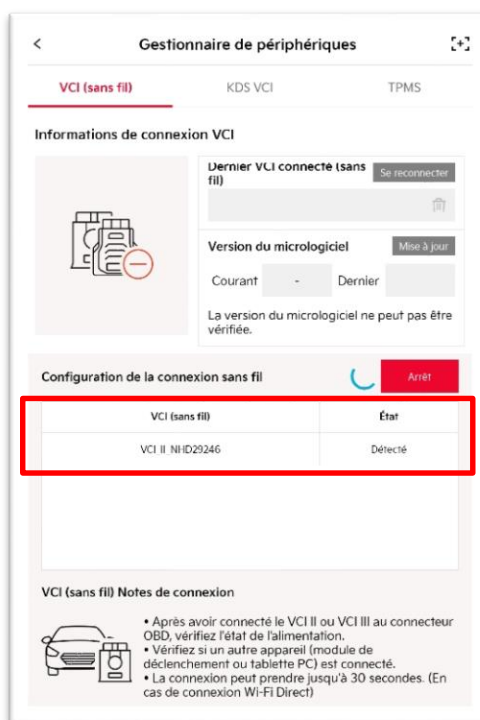 Gestionnaire de périphériques
VCI (sans fil)
KDS VCI
TPMS
Informations de connexion VCI
Dernier VCI connecté (sans
fil)
Se reconnecter
Version du micrologiciel
Mise à jour
Courant
-
Dernier
La version du micrologiciel ne peut pas être
vérifiée.
Configuration de la connexion sans fil
Arrêt
VCI (sans fil)
État
VCI II_NHD29246
Détecté
VCI (sans fil) Notes de connexion
• Après avoir connecté le VCI II ou VCI III au connecteur
OBD, vérifiez l'état de l'alimentation.
• Vérifiez si un autre appareil (module de
déclenchement ou tablette PC) est connecté.
• La connexion peut prendre jusqu'à 30 secondes. (En
cas de connexion Wi-Fi Direct)